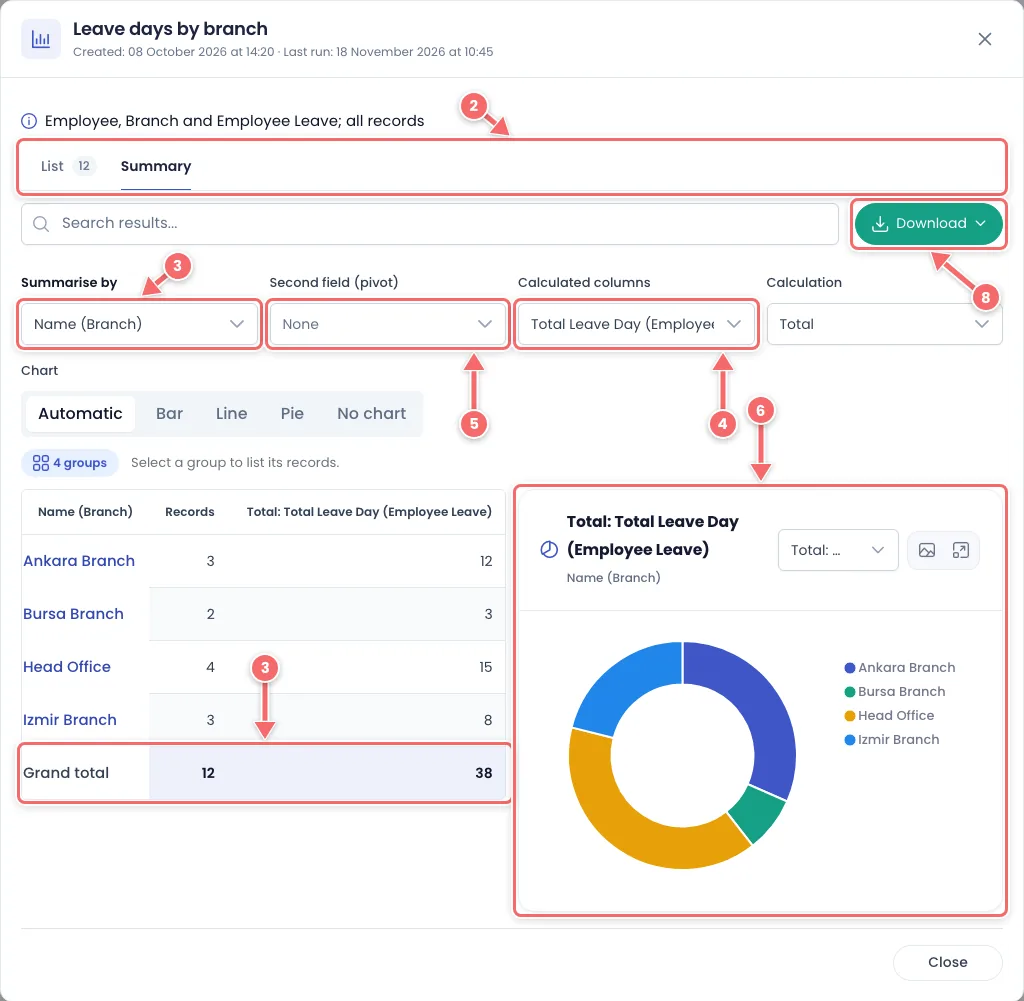 Leave days by branch
Created: 08 October 2026 at 14:20 · Last run: 18 November 2026 at 10:45
2
Employee, Branch and Employee Leave; all records
List 12 Summary
Search results...
Download
3
8
Summarise by
Second field (pivot)
Calculated columns
Calculation
Name (Branch)
None
Total Leave Day (Employee
Total
Chart
Automatic Bar Line Pie No chart
5
4
6
4 groups Select a group to list its records.
Name (Branch) Records Total: Total Leave Day (Employee Leave)
Ankara Branch 3 12
Bursa Branch 2 3
Head Office 4 15
3
Izmir Branch 3 8
Grand total 12 38
Total: Total Leave Day
(Employee Leave)
Name (Branch)
Total: ...
Ankara Branch
Bursa Branch
Head Office
Izmir Branch
Close